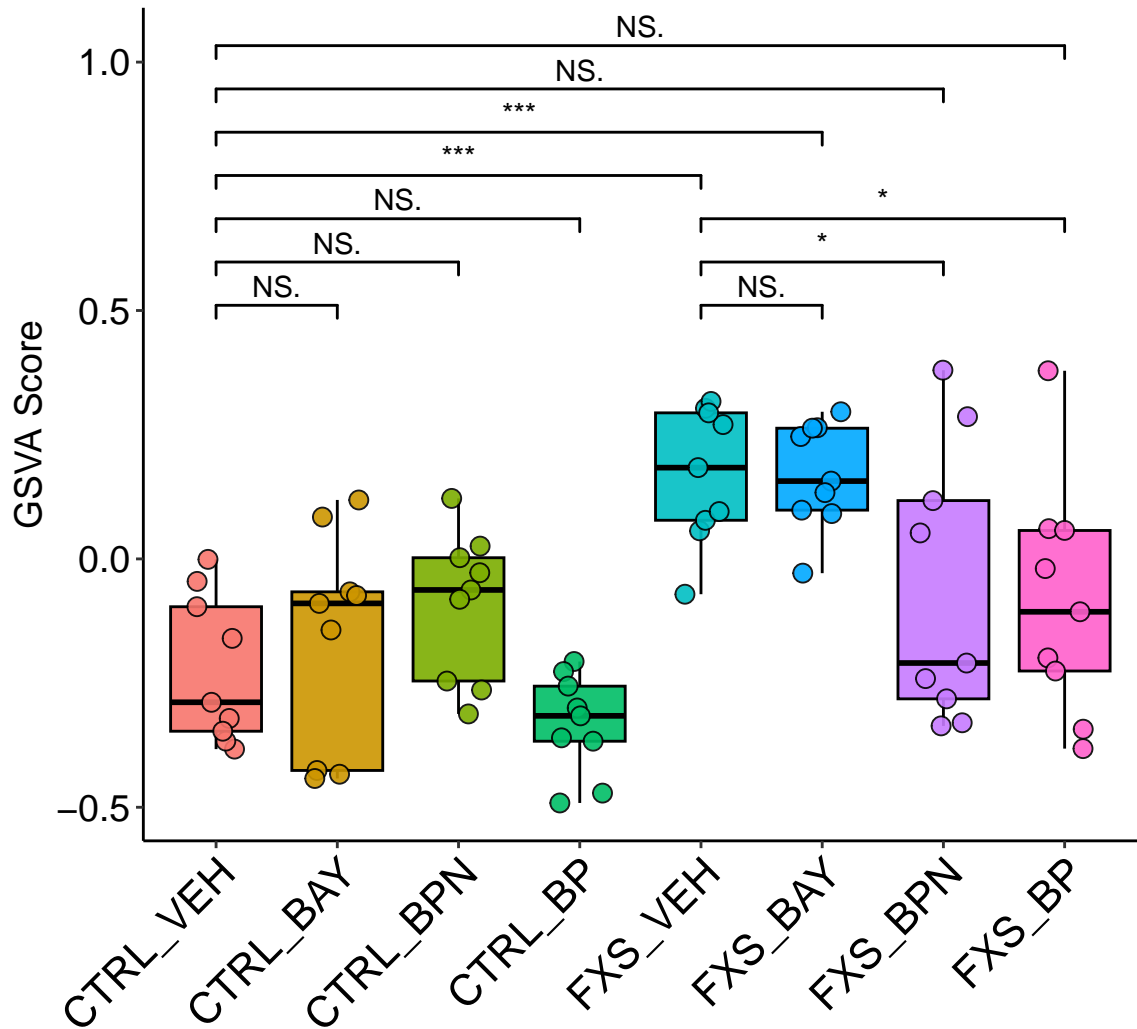 NS.
NS.
***
***
NS.
*
NS.
*
NS.
NS.
1.0
0.5
0.0
−0.5
GSVA Score
CTRL_VEH
CTRL_BAY
CTRL_BPN
CTRL_BP
FXS_VEH
FXS_BAY
FXS_BPN
FXS_BP